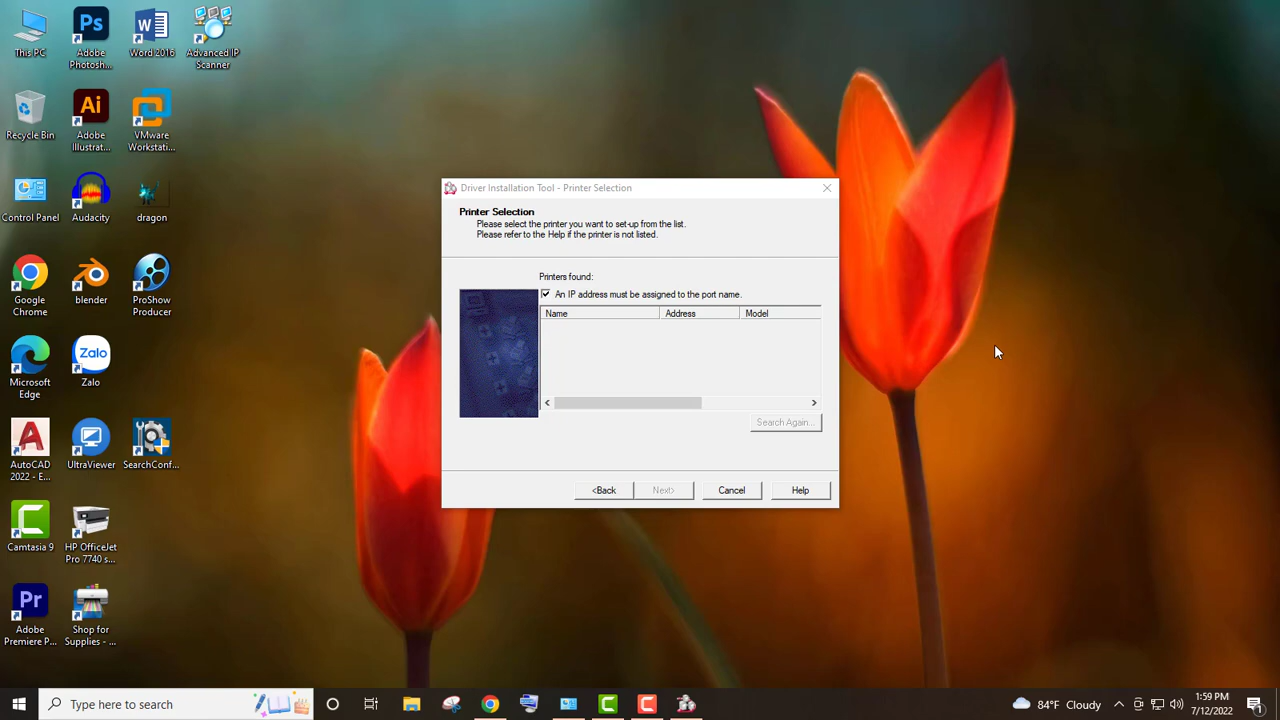 This PC
Adobe
Photosh...
Word 2016
Advanced IP
Scanner
Recycle Bin
Adobe
Illustrat...
VMware
Workstati...
Control Panel
Audacity
dragon
Google
Chrome
blender
ProShow
Producer
Microsoft
Edge
Zalo
Zalo
AutoCAD
2022 - E...
UltraViewer
SearchConf...
Camtasia 9
HP OfficeJet
Pro 7740 s...
Adobe
Premiere P...
Shop for
Supplies - ...
Driver Installation Tool - Printer Selection
Printer Selection
Please select the printer you want to set-up from the list.
Please refer to the Help if the printer is not listed.
Printers found:
An IP address must be assigned to the port name.
Name Address Model
Search Again...
<Back Next> Cancel Help
Type here to search
84°F Cloudy
1:59 PM
7/12/2022
1